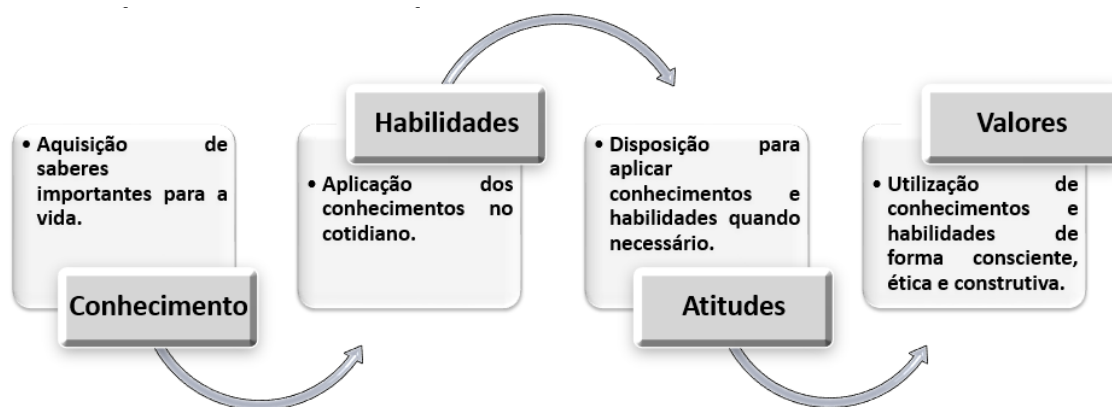 • Aquisição de
saberes
importantes para a
vida.
Conhecimento
Habilidades
• Aplicação dos
conhecimentos no
cotidiano.
• Disposição para
aplicar
conhecimentos e
habilidades quando
necessário.
Atitudes
Valores
• Utilização de
conhecimentos e
habilidades de
forma consciente,
ética e construtiva.